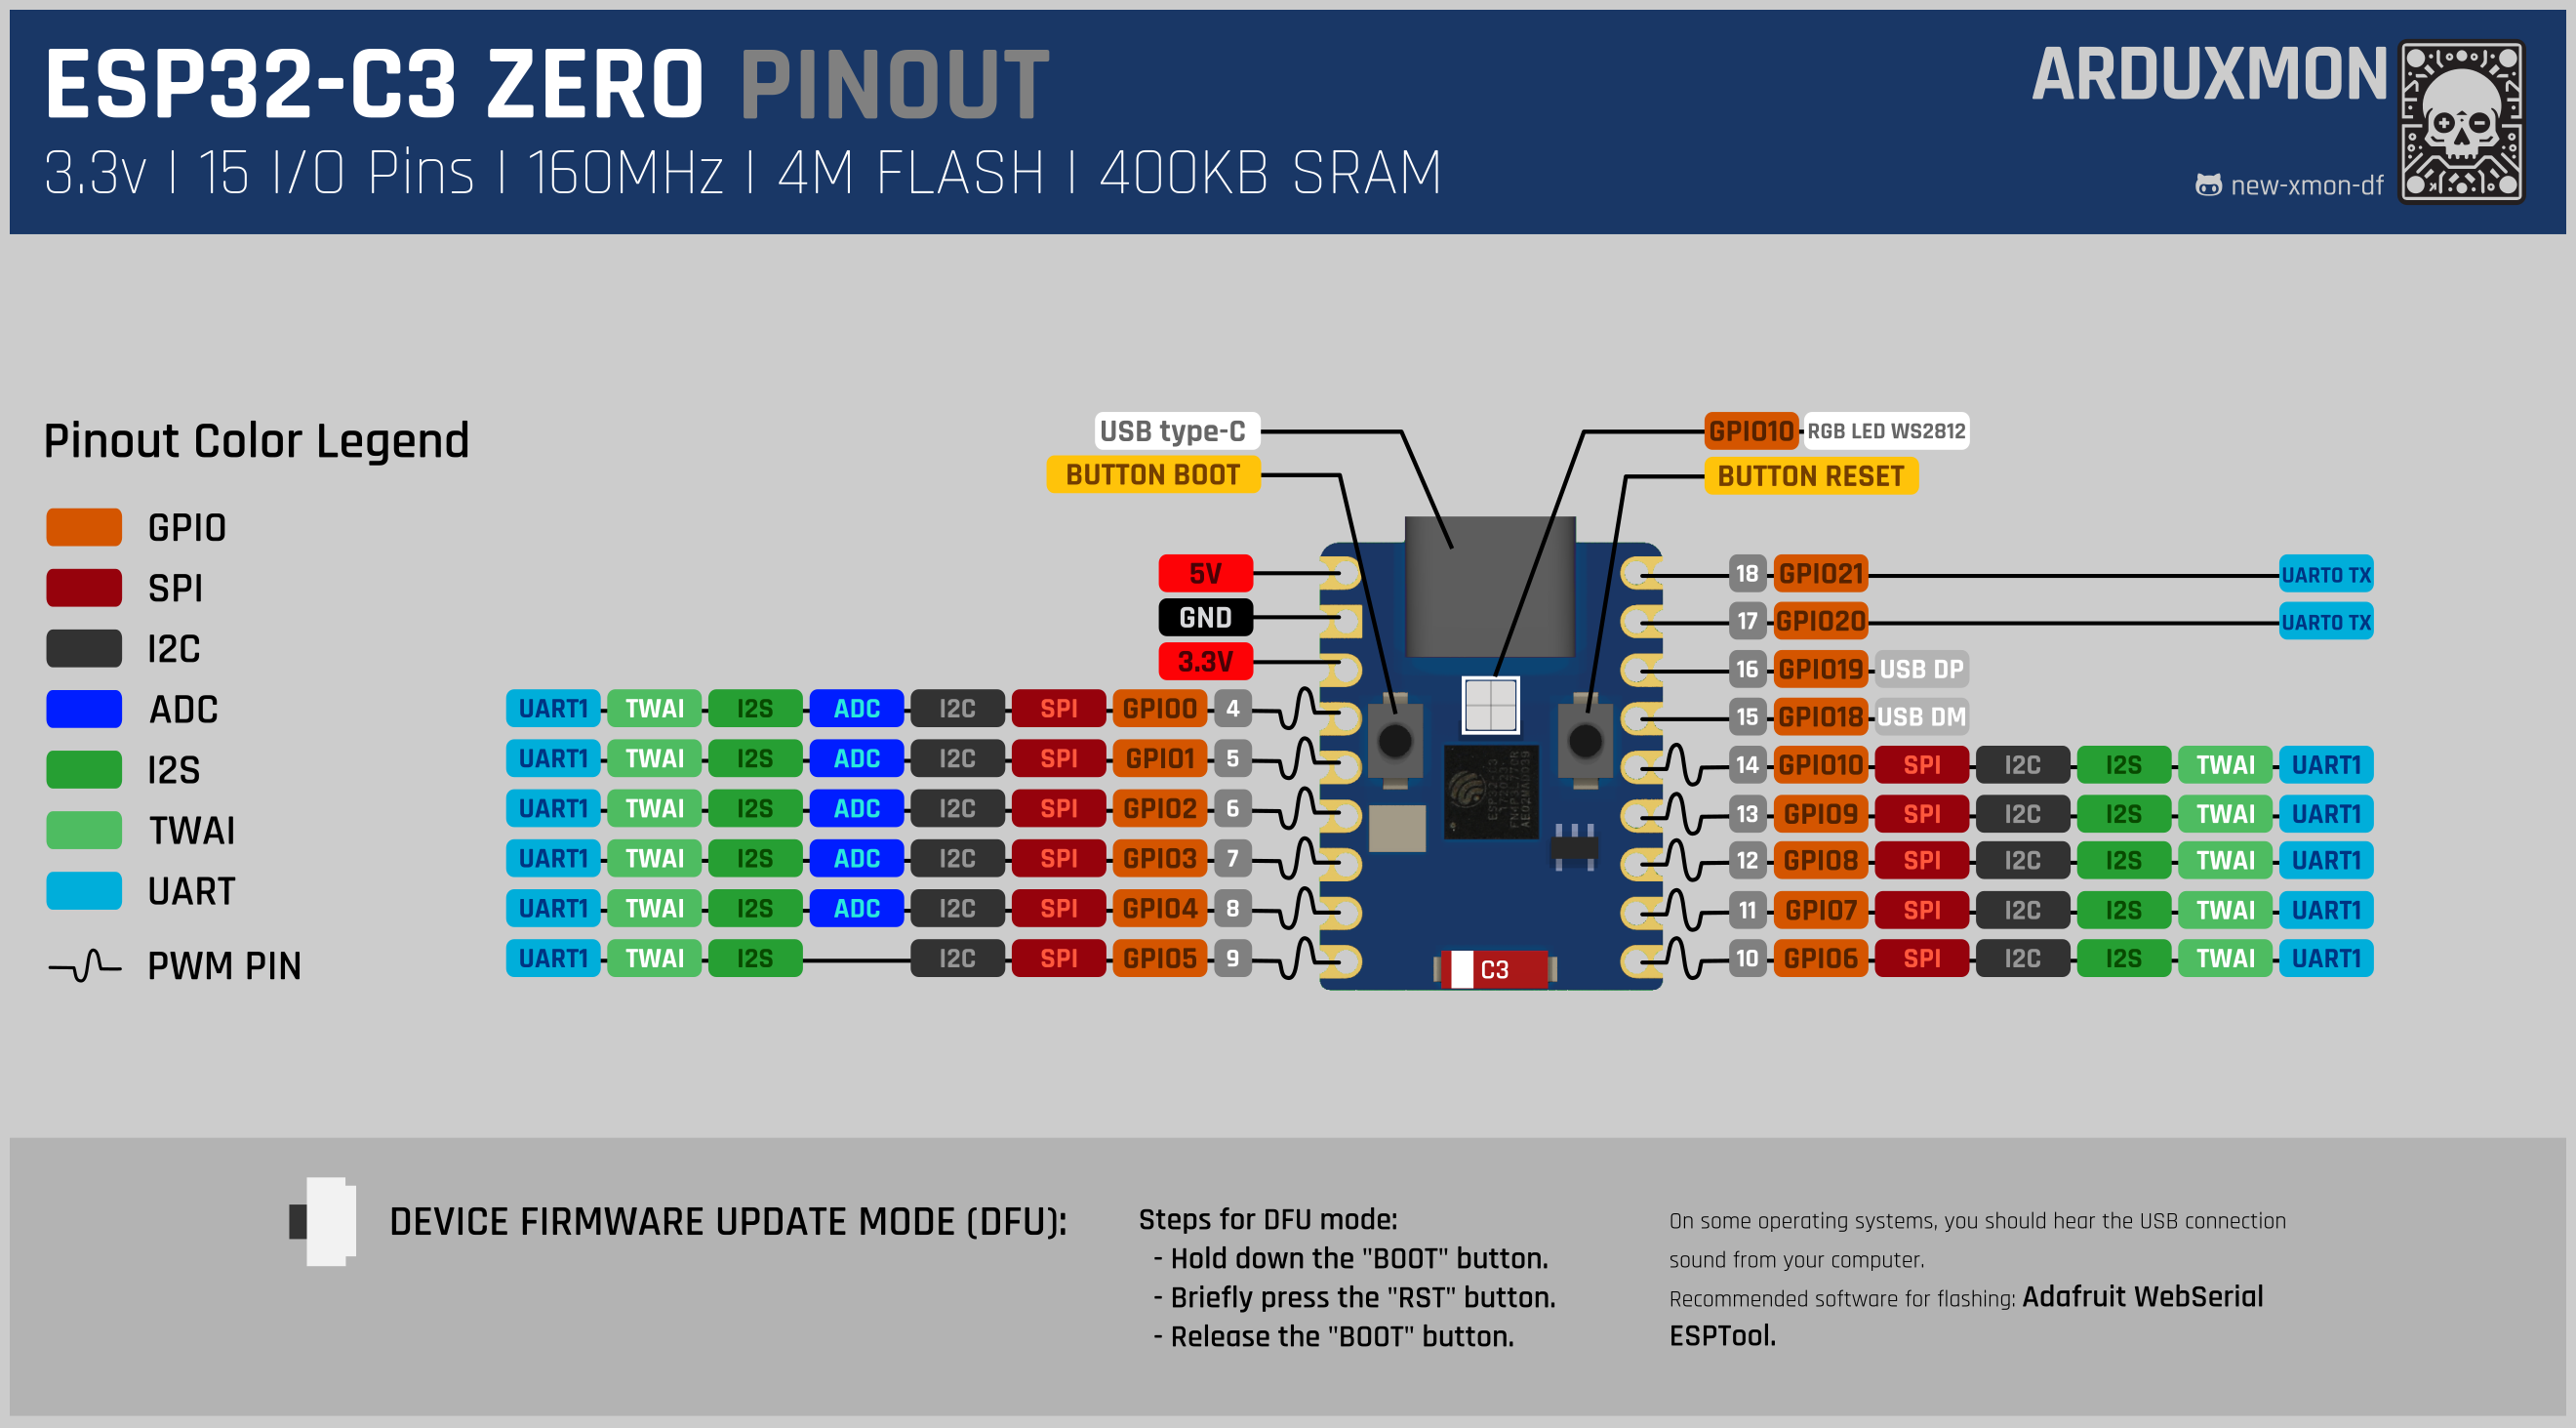 ESP32-C3 ZERO PINOUT
3.3v | 15 I/O Pins | 160MHz | 4M FLASH | 400KB SRAM
ARDUXMON
new-xmon-df
Pinout Color Legend
GPIO
SPI
I2C
ADC
I2S
TWAI
UART
PWM PIN
USB type-C
BUTTON BOOT
GPIO10 RGB LED WS2812
BUTTON RESET
5V
GND
3.3V
UART1 TWAI I2S ADC I2C SPI GPIO0 4
UART1 TWAI I2S ADC I2C SPI GPIO1 5
UART1 TWAI I2S ADC I2C SPI GPIO2 6
UART1 TWAI I2S ADC I2C SPI GPIO3 7
UART1 TWAI I2S ADC I2C SPI GPIO4 8
UART1 TWAI I2S I2C SPI GPIO5 9
C3
18 GPIO21 UART0 TX
17 GPIO20 UART0 TX
16 GPIO19 USB DP
15 GPIO18 USB DM
14 GPIO10 SPI I2C I2S TWAI UART1
13 GPIO9 SPI I2C I2S TWAI UART1
12 GPIO8 SPI I2C I2S TWAI UART1
11 GPIO7 SPI I2C I2S TWAI UART1
10 GPIO6 SPI I2C I2S TWAI UART1
DEVICE FIRMWARE UPDATE MODE (DFU):
Steps for DFU mode:
- Hold down the "BOOT" button.
- Briefly press the "RST" button.
- Release the "BOOT" button.
On some operating systems, you should hear the USB connection
sound from your computer.
Recommended software for flashing: Adafruit WebSerial
ESPTool.